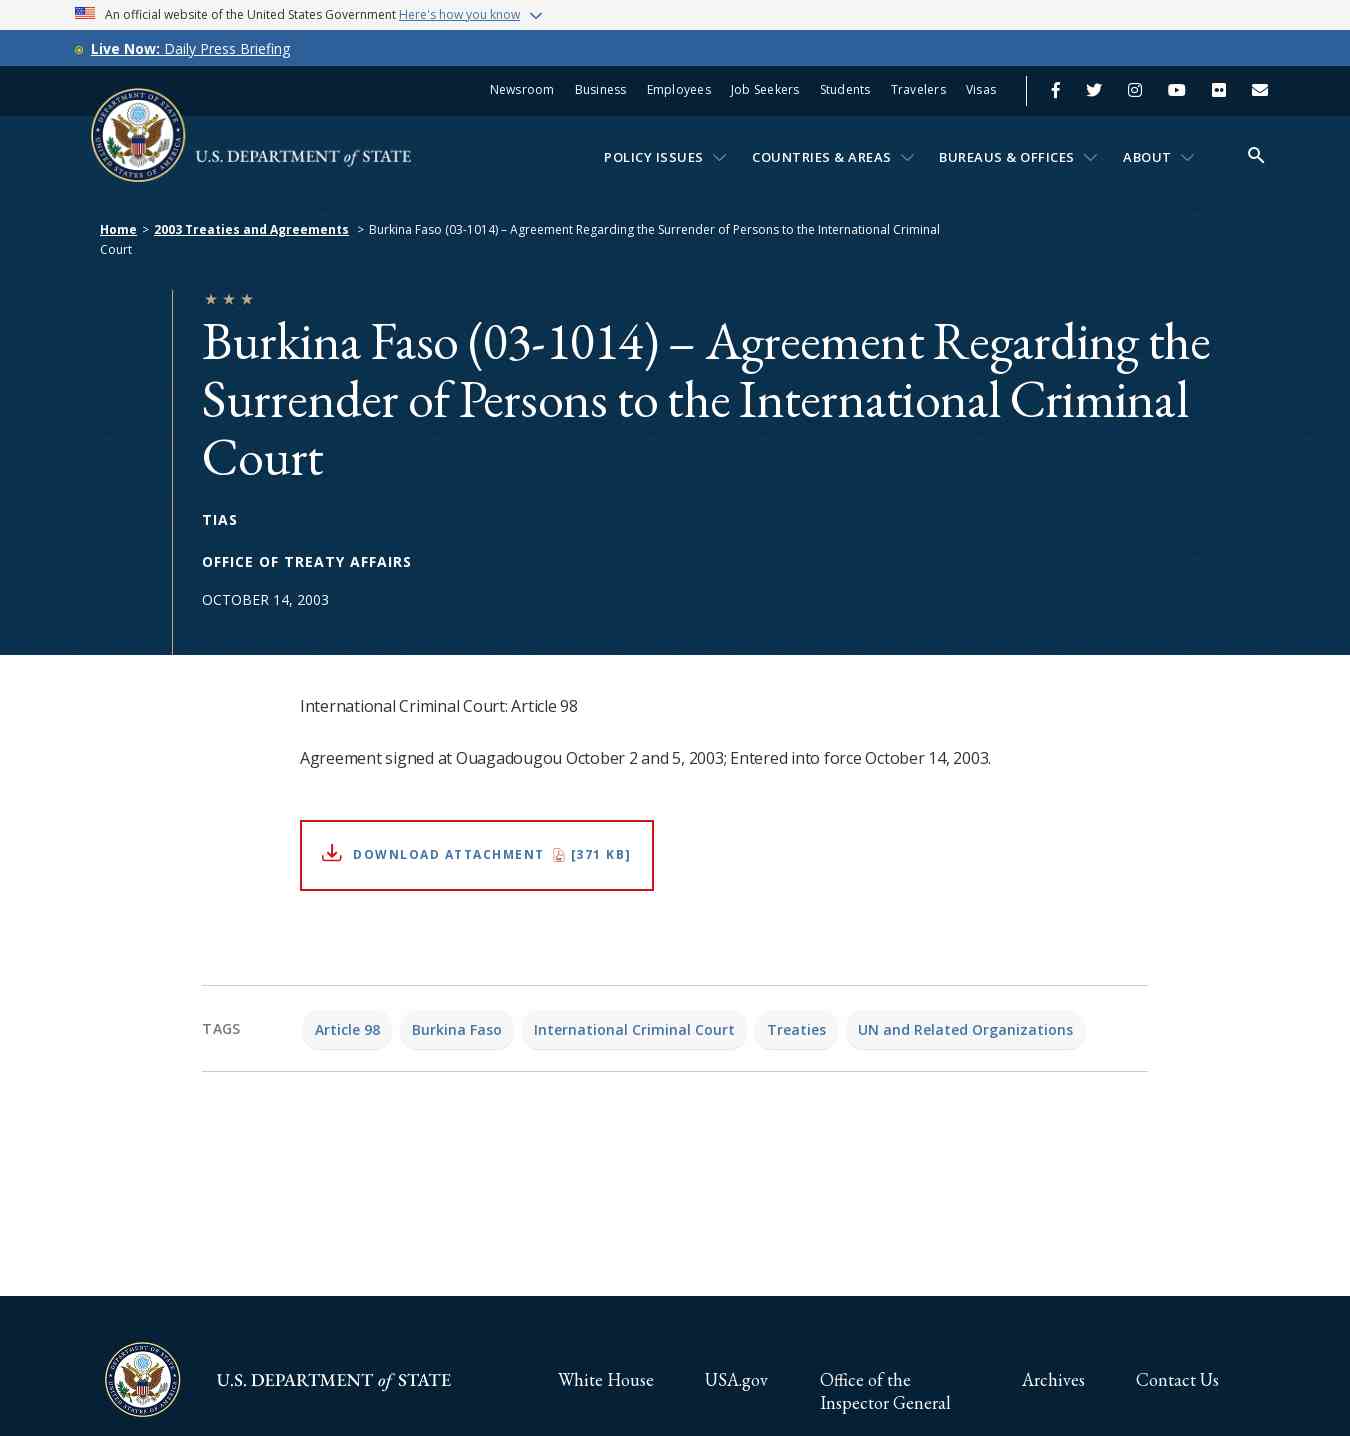 An official website of the United States Government Here's how you know
Live Now: Daily Press Briefing
Newsroom Business Employees Job Seekers Students Travelers Visas
U.S. DEPARTMENT of STATE
POLICY ISSUES COUNTRIES & AREAS BUREAUS & OFFICES ABOUT
Home > 2003 Treaties and Agreements > Burkina Faso (03-1014) – Agreement Regarding the Surrender of Persons to the International Criminal
Court
Burkina Faso (03-1014) – Agreement Regarding the
Surrender of Persons to the International Criminal
Court
TIAS
OFFICE OF TREATY AFFAIRS
OCTOBER 14, 2003
International Criminal Court: Article 98
Agreement signed at Ouagadougou October 2 and 5, 2003; Entered into force October 14, 2003.
DOWNLOAD ATTACHMENT [371 KB]
TAGS Article 98 Burkina Faso International Criminal Court Treaties UN and Related Organizations
U.S. DEPARTMENT of STATE
White House USA.gov Office of the Archives Contact Us
Inspector General